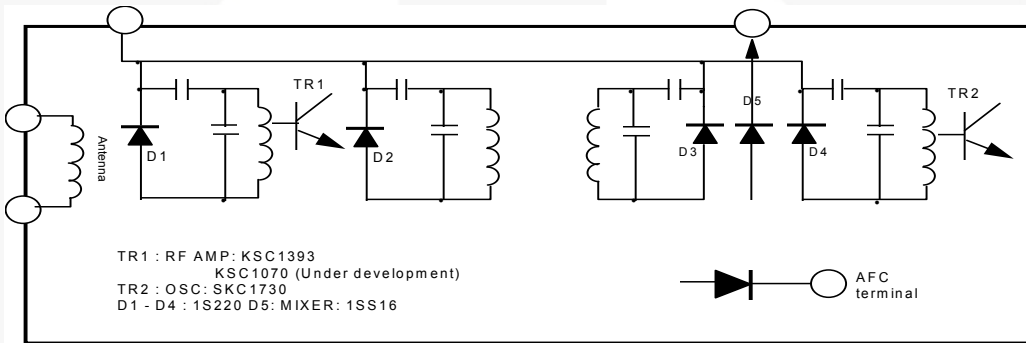 TR1
TR2
D5
D1
D2
D3
D4
Antenna
TR1 : RF AMP: KSC1393
KSC1070 (Under development)
TR2 : OSC: SKC1730
D1 - D4 : 1S220 D5: MIXER: 1SS16
AFC
terminal